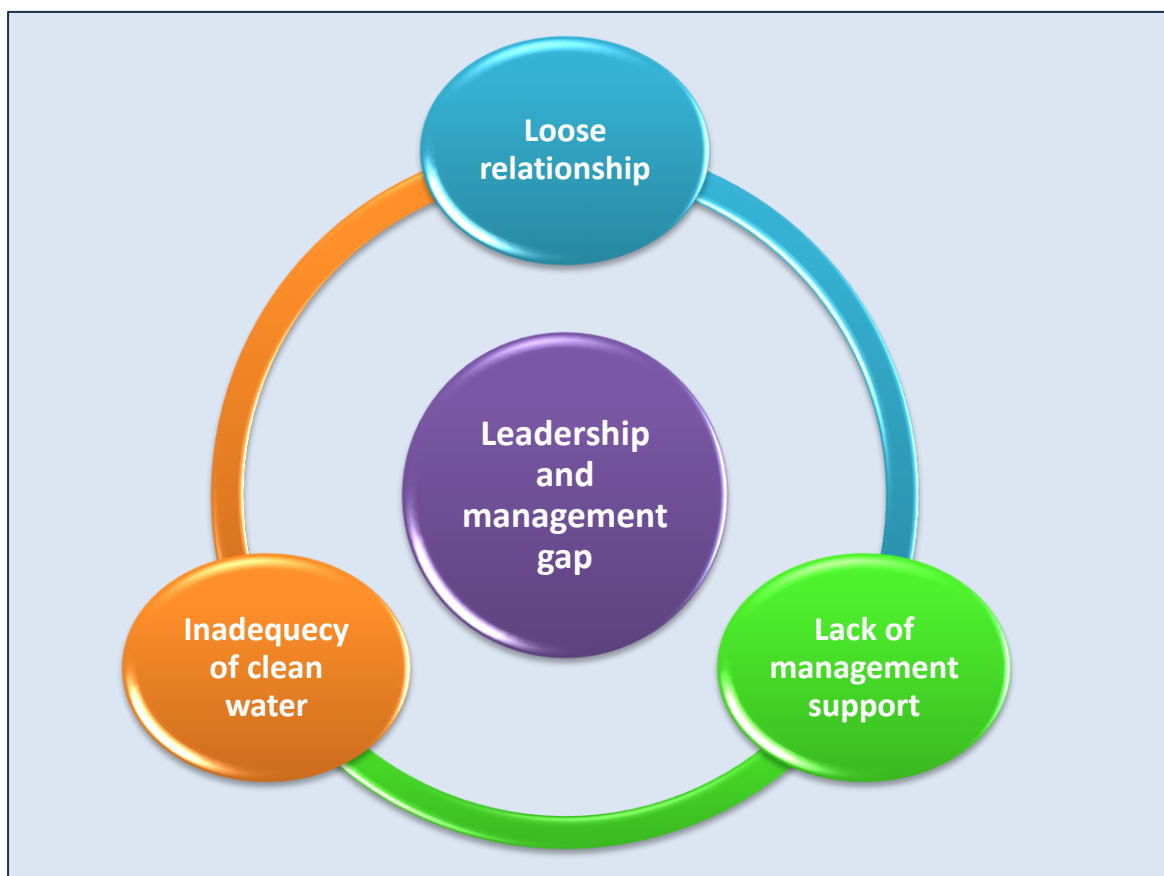 Loose
relationship
Leadership
and
management
gap
Inadequecy
of clean
water
Lack of
management
support